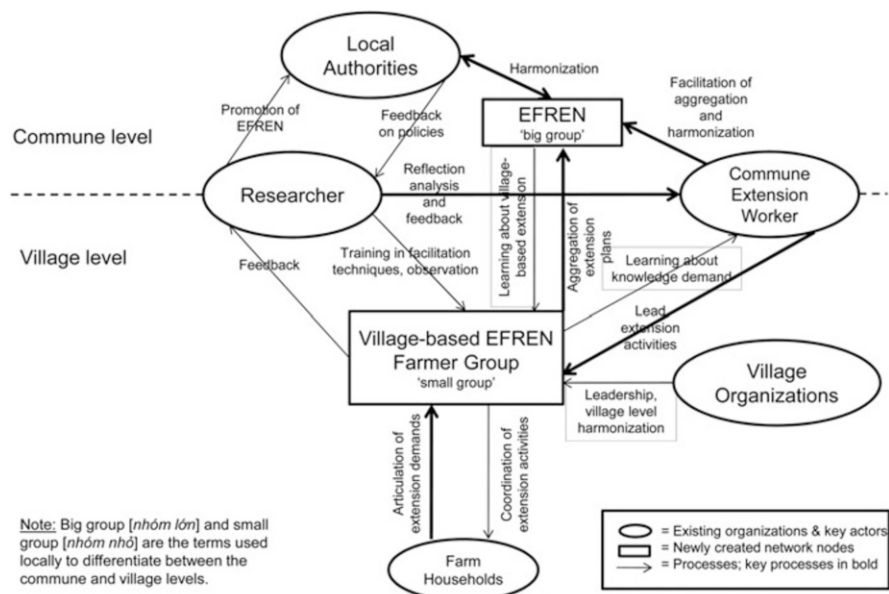 Local
Authorities
Harmonization
Facilitation of
aggregation
and
harmonization
Promotion of
EFREN
Feedback
on policies
EFREN
'big group'
Commune level
Researcher
Reflection
analysis
and
feedback
Commune
Extension
Worker
Village level
Feedback
Training in facilitation
techniques, observation
Learning about village-
based extension
Aggregation of
extension
plans
Learning about
knowledge demand
Lead
extension
activities
Village-based EFREN
Farmer Group
'small group'
Village
Organizations
Leadership,
village level
harmonization
Articulation of
extension demands
Coordination of
extension activities
Farm
Households
Note: Big group [nhóm lớn] and small
group [nhóm nhỏ] are the terms used
locally to differentiate between the
commune and village levels.
= Existing organizations & key actors
= Newly created network nodes
= Processes; key processes in bold